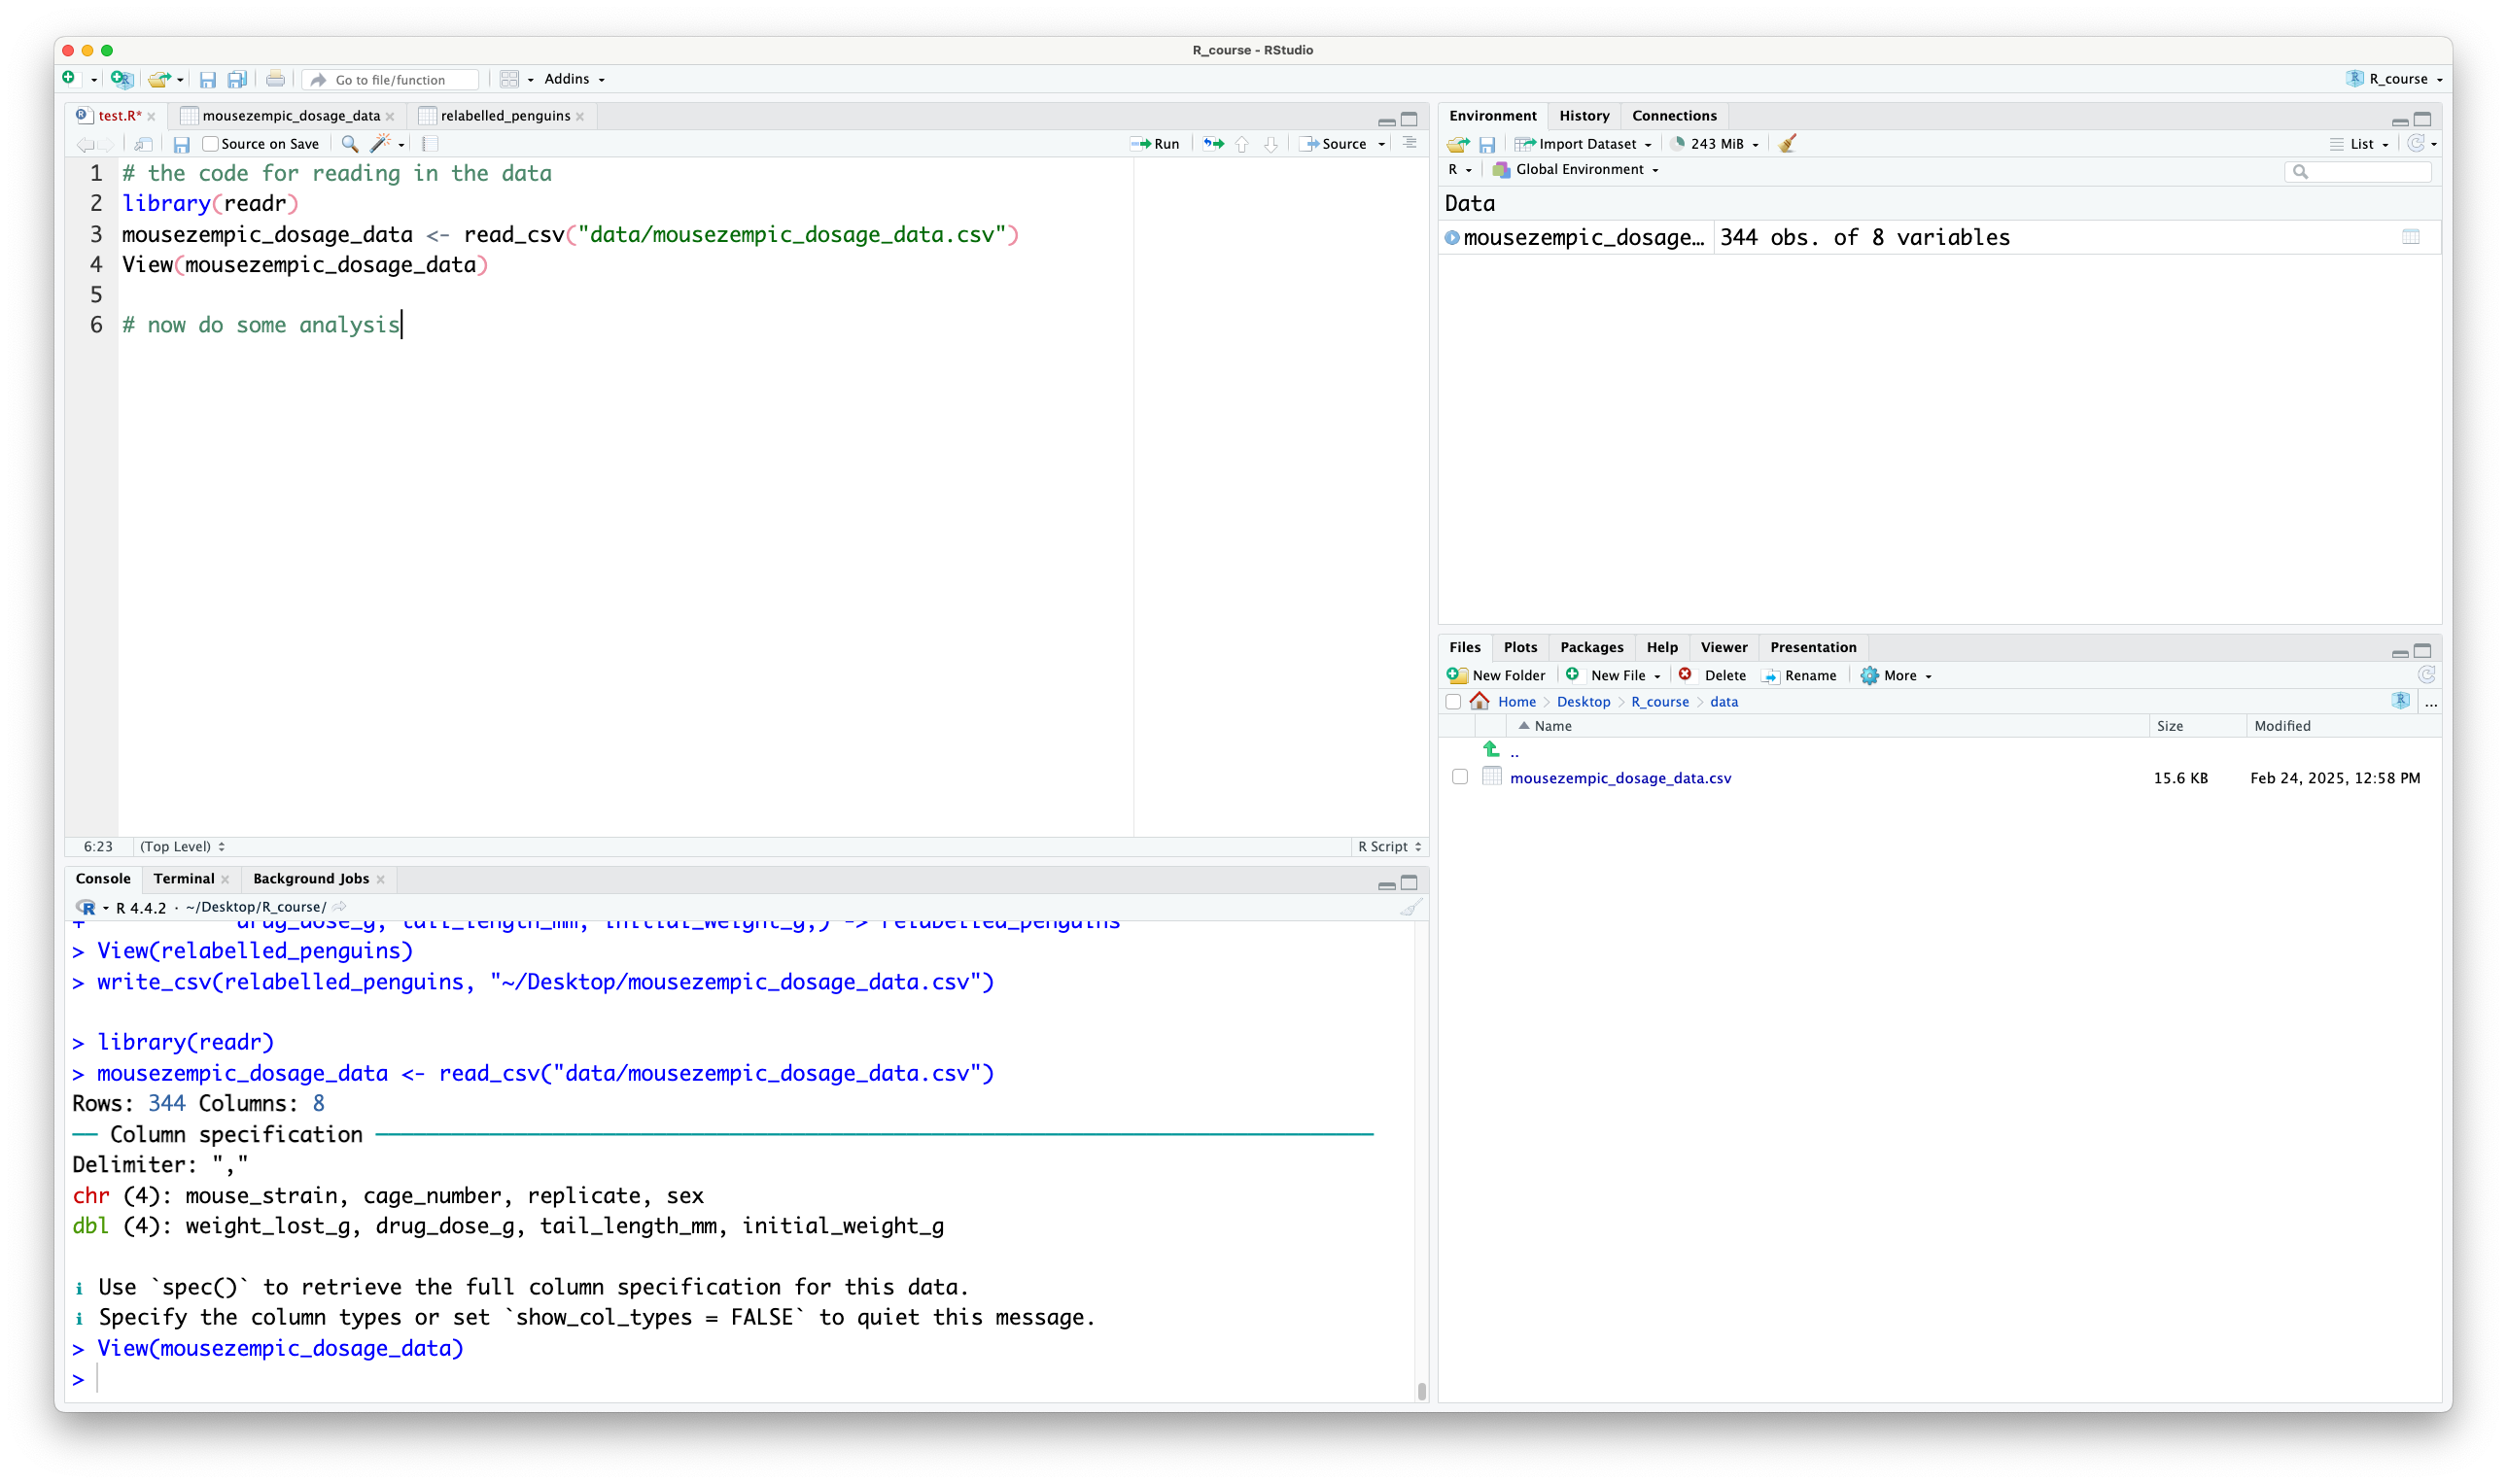 R_course - RStudio
Go to file/function
Addins
R_course
test.R*
mousezempic_dosage_data
relabelled_penguins
Source on Save
Run
Source
1 # the code for reading in the data
2 library(readr)
3 mousezempic_dosage_data <- read_csv("data/mousezempic_dosage_data.csv")
4 View(mousezempic_dosage_data)
5
6 # now do some analysis
6:23 (Top Level) R Script
Console Terminal Background Jobs
R 4.4.2 · ~/Desktop/R_course/
+ drug_dose_g, tail_length_mm, initial_weight_g,) -> relabelled_penguins
> View(relabelled_penguins)
> write_csv(relabelled_penguins, "~/Desktop/mousezempic_dosage_data.csv")
> library(readr)
> mousezempic_dosage_data <- read_csv("data/mousezempic_dosage_data.csv")
Rows: 344 Columns: 8
── Column specification ──
Delimiter: ","
chr (4): mouse_strain, cage_number, replicate, sex
dbl (4): weight_lost_g, drug_dose_g, tail_length_mm, initial_weight_g
ℹ Use `spec()` to retrieve the full column specification for this data.
ℹ Specify the column types or set `show_col_types = FALSE` to quiet this message.
> View(mousezempic_dosage_data)
>
Environment History Connections
Import Dataset 243 MiB List
R Global Environment
Data
mousezempic_dosage… 344 obs. of 8 variables
Files Plots Packages Help Viewer Presentation
New Folder New File Delete Rename More
Home Desktop R_course data ...
Name Size Modified
..
mousezempic_dosage_data.csv 15.6 KB Feb 24, 2025, 12:58 PM